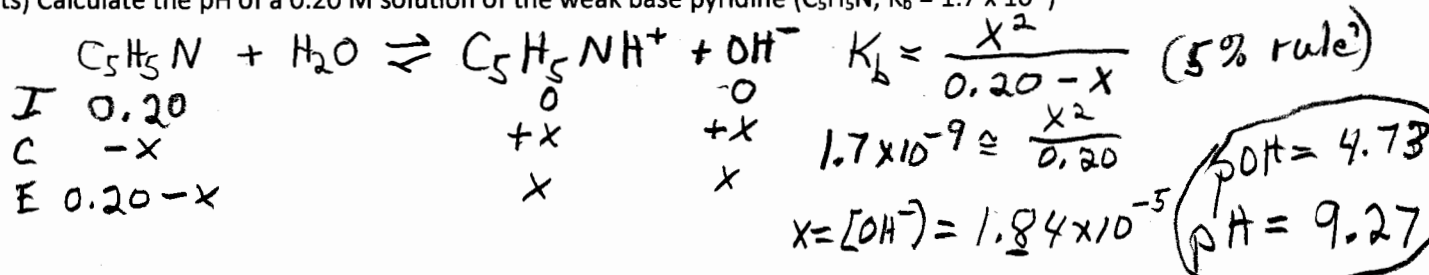 ts) Calculate the pH of a 0.20 M solution of the weak base pyridine (C5H5N, Kb = 1.7 x 10
C5H5N + H2O ⇌ C5H5NH+ + OH− Kb = x²/(0.20 − x) (5% rule)
I 0.20 0 ~0
C −x +x +x 1.7x10−9 ≅ x²/0.20 pOH = 4.73
E 0.20 − x x x
x = [OH−) = 1.84 x10−5 pH = 9.27